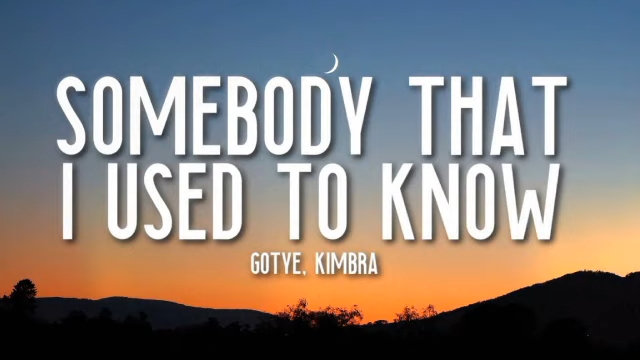 SOMEBODY THAT
I USED TO KNOW
GOTYE, KIMBRA